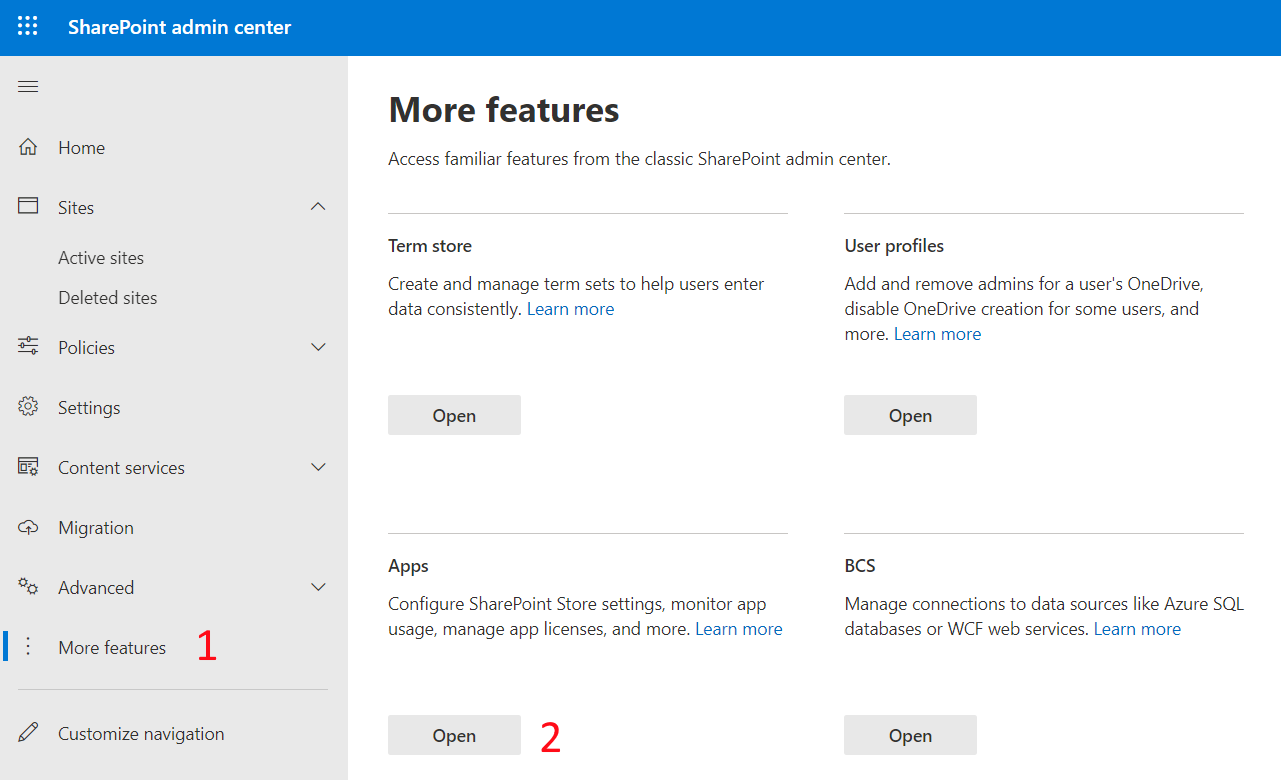 SharePoint admin center
Home
Sites
Active sites
Deleted sites
Policies
Settings
Content services
Migration
Advanced
More features 1
Customize navigation
More features
Access familiar features from the classic SharePoint admin center.
Term store
Create and manage term sets to help users enter
data consistently. Learn more
Open
User profiles
Add and remove admins for a user's OneDrive,
disable OneDrive creation for some users, and
more. Learn more
Open
Apps
Configure SharePoint Store settings, monitor app
usage, manage app licenses, and more. Learn more
Open 2
BCS
Manage connections to data sources like Azure SQL
databases or WCF web services. Learn more
Open